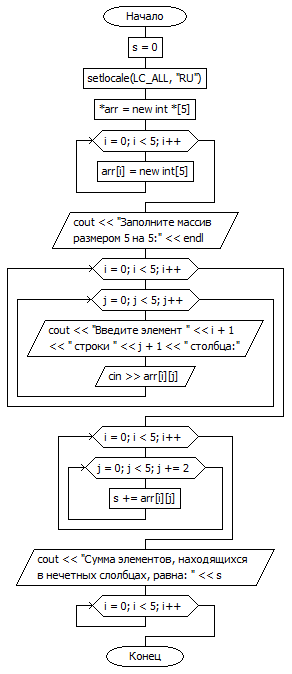 Начало
s = 0
setlocale(LC_ALL, "RU")
*arr = new int *[5]
i = 0; i < 5; i++
arr[i] = new int[5]
cout << "Заполните массив
размером 5 на 5:" << endl
i = 0; i < 5; i++
j = 0; j < 5; j++
cout << "Введите элемент " << i + 1
<< " строки " << j + 1 << " столбца:"
cin >> arr[i][j]
i = 0; i < 5; i++
j = 0; j < 5; j += 2
s += arr[i][j]
cout << "Сумма элементов, находящихся
в нечетных слолбцах, равна: " << s
i = 0; i < 5; i++
Конец